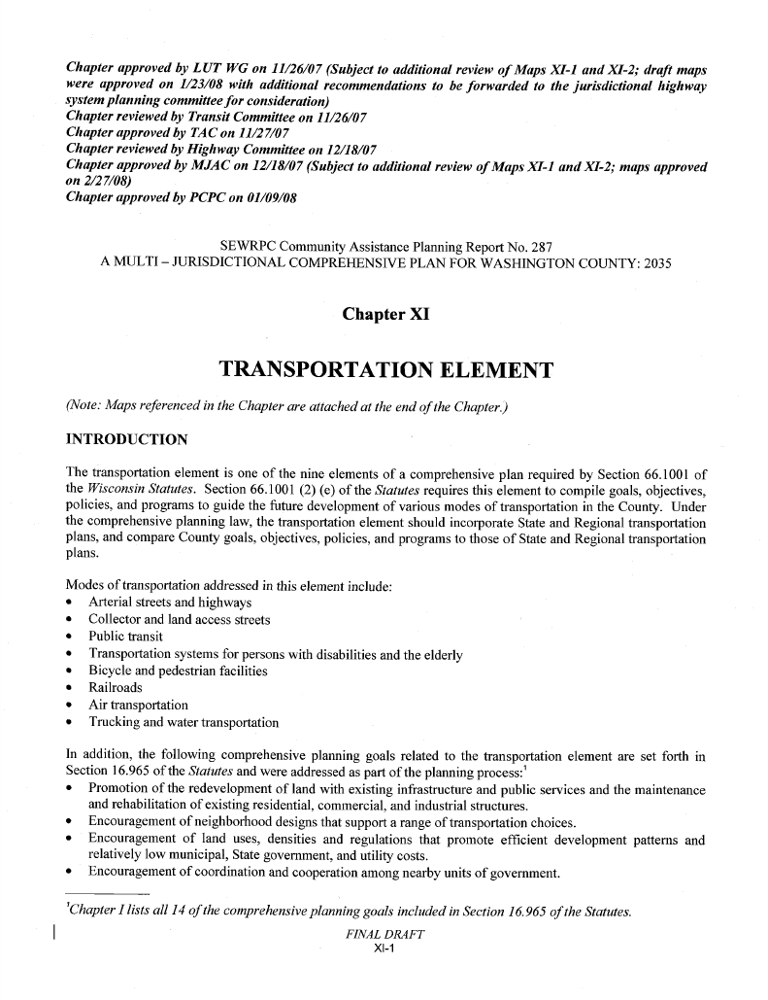 Chapter approved by LUT WG on 11/26/07 (Subject to additional review of Maps XI-1 and XI-2; draft maps
were approved on 1/23/08 with additional recommendations to be forwarded to the jurisdictional highway
system planning committee for consideration)
Chapter reviewed by Transit Committee on 11/26/07
Chapter approved by TAC on 11/27/07
Chapter reviewed by Highway Committee on 12/18/07
Chapter approved by MJAC on 12/18/07 (Subject to additional review of Maps XI-1 and XI-2; maps approved
on 2/27/08)
Chapter approved by PCPC on 01/09/08
SEWRPC Community Assistance Planning Report No. 287
A MULTI – JURISDICTIONAL COMPREHENSIVE PLAN FOR WASHINGTON COUNTY: 2035
Chapter XI
TRANSPORTATION ELEMENT
(Note: Maps referenced in the Chapter are attached at the end of the Chapter.)
INTRODUCTION
The transportation element is one of the nine elements of a comprehensive plan required by Section 66.1001 of
the Wisconsin Statutes. Section 66.1001 (2) (e) of the Statutes requires this element to compile goals, objectives,
policies, and programs to guide the future development of various modes of transportation in the County. Under
the comprehensive planning law, the transportation element should incorporate State and Regional transportation
plans, and compare County goals, objectives, policies, and programs to those of State and Regional transportation
plans.
Modes of transportation addressed in this element include:
• Arterial streets and highways
• Collector and land access streets
• Public transit
• Transportation systems for persons with disabilities and the elderly
• Bicycle and pedestrian facilities
• Railroads
• Air transportation
• Trucking and water transportation
In addition, the following comprehensive planning goals related to the transportation element are set forth in
Section 16.965 of the Statutes and were addressed as part of the planning process:¹
• Promotion of the redevelopment of land with existing infrastructure and public services and the maintenance
and rehabilitation of existing residential, commercial, and industrial structures.
• Encouragement of neighborhood designs that support a range of transportation choices.
• Encouragement of land uses, densities and regulations that promote efficient development patterns and
relatively low municipal, State government, and utility costs.
• Encouragement of coordination and cooperation among nearby units of government.
¹Chapter I lists all 14 of the comprehensive planning goals included in Section 16.965 of the Statutes.
FINAL DRAFT
XI-1